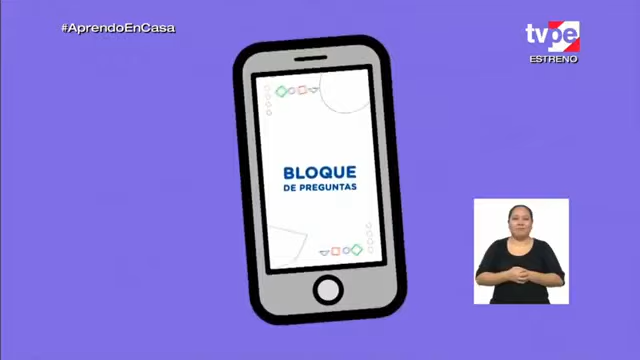 #AprendoEnCasa
tvpe
ESTRENO
BLOQUE
DE PREGUNTAS